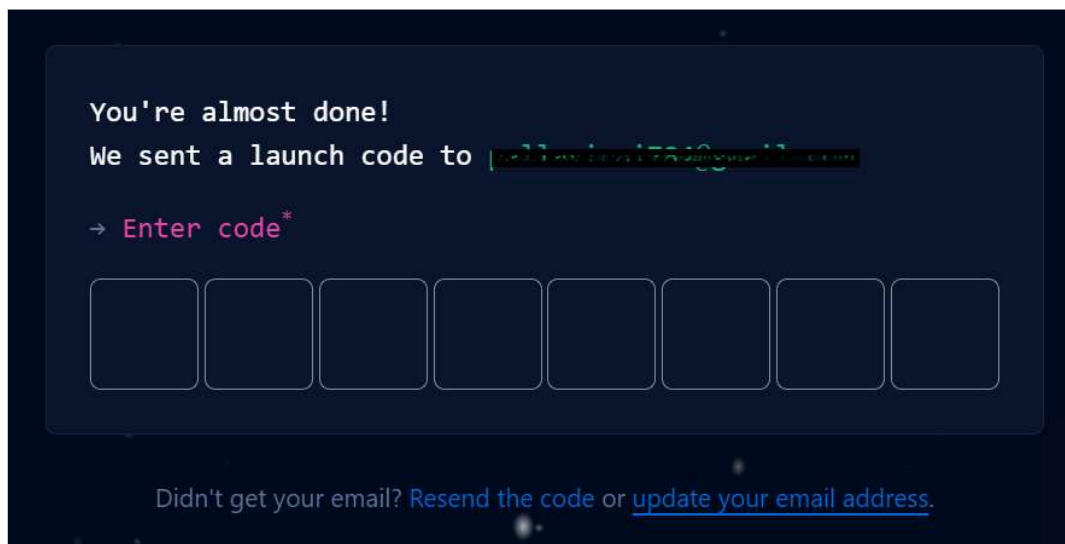 You're almost done!
We sent a launch code to
→ Enter code*
Didn't get your email? Resend the code or update your email address.